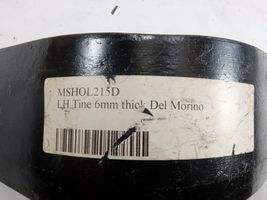 MSHOL215D
LH Tine 6mm thick Del Morino